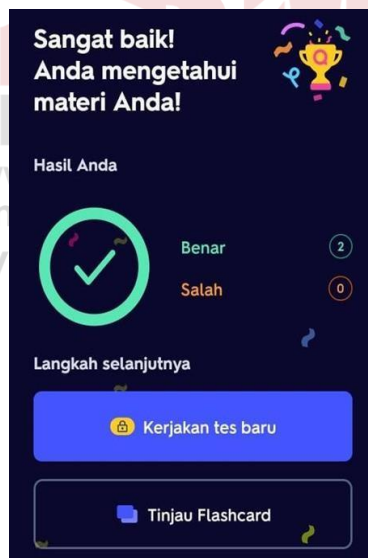 Sangat baik!
Anda mengetahui
materi Anda!
Hasil Anda
Benar 2
Salah 0
Langkah selanjutnya
Kerjakan tes baru
Tinjau Flashcard